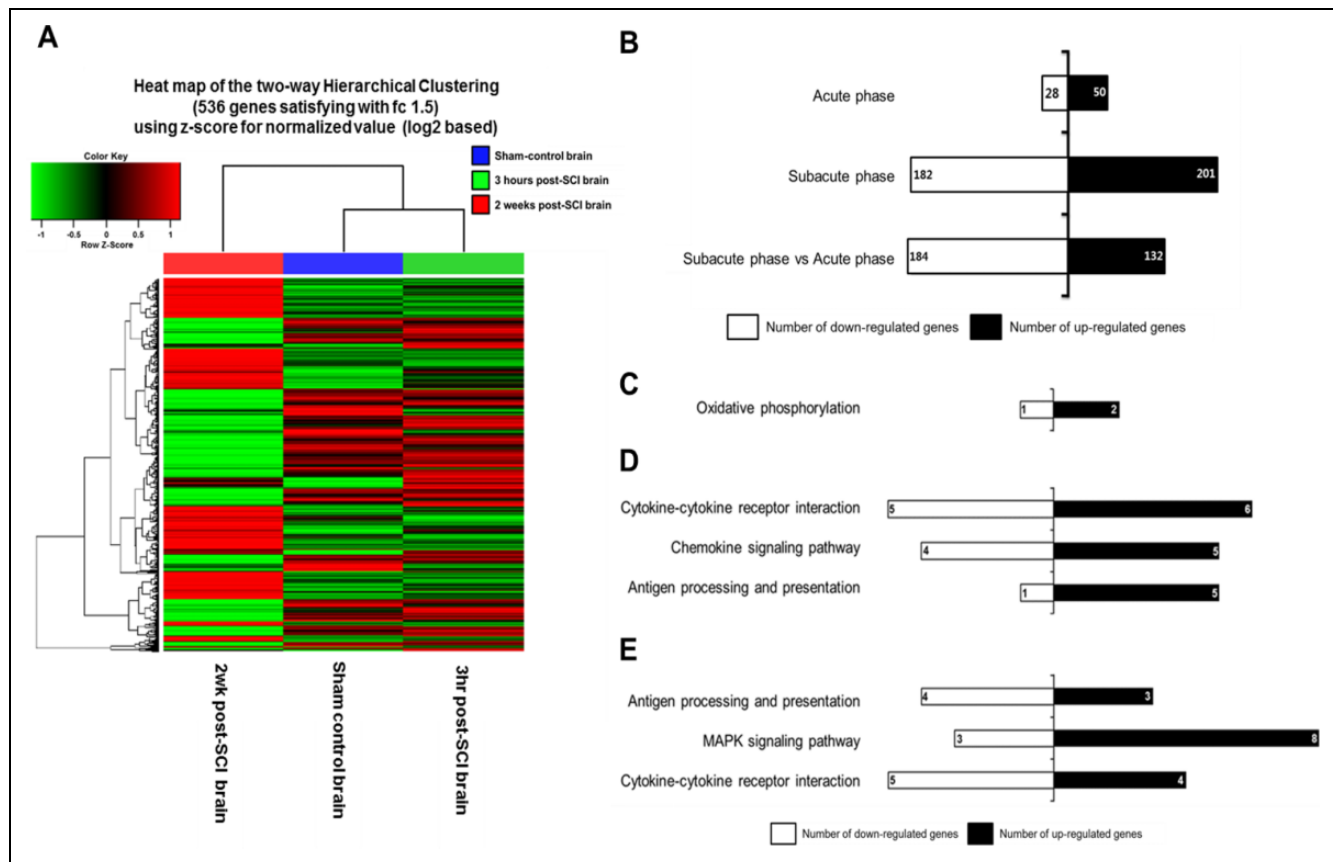 A
Heat map of the two-way Hierarchical Clustering
(536 genes satisfying with fc 1.5)
using z-score for normalized value (log2 based)
Color Key
-1 -0.5 0 0.5 1
Row Z-Score
Sham-control brain
3 hours post-SCI brain
2 weeks post-SCI brain
2wk post-SCI brain
Sham control brain
3hr post-SCI brain
B
Acute phase
28 50
Subacute phase
182 201
Subacute phase vs Acute phase
184 132
Number of down-regulated genes Number of up-regulated genes
C
Oxidative phosphorylation
1 2
D
Cytokine-cytokine receptor interaction
5 6
Chemokine signaling pathway
4 5
Antigen processing and presentation
1 5
E
Antigen processing and presentation
4 3
MAPK signaling pathway
3 8
Cytokine-cytokine receptor interaction
5 4
Number of down-regulated genes Number of up-regulated genes